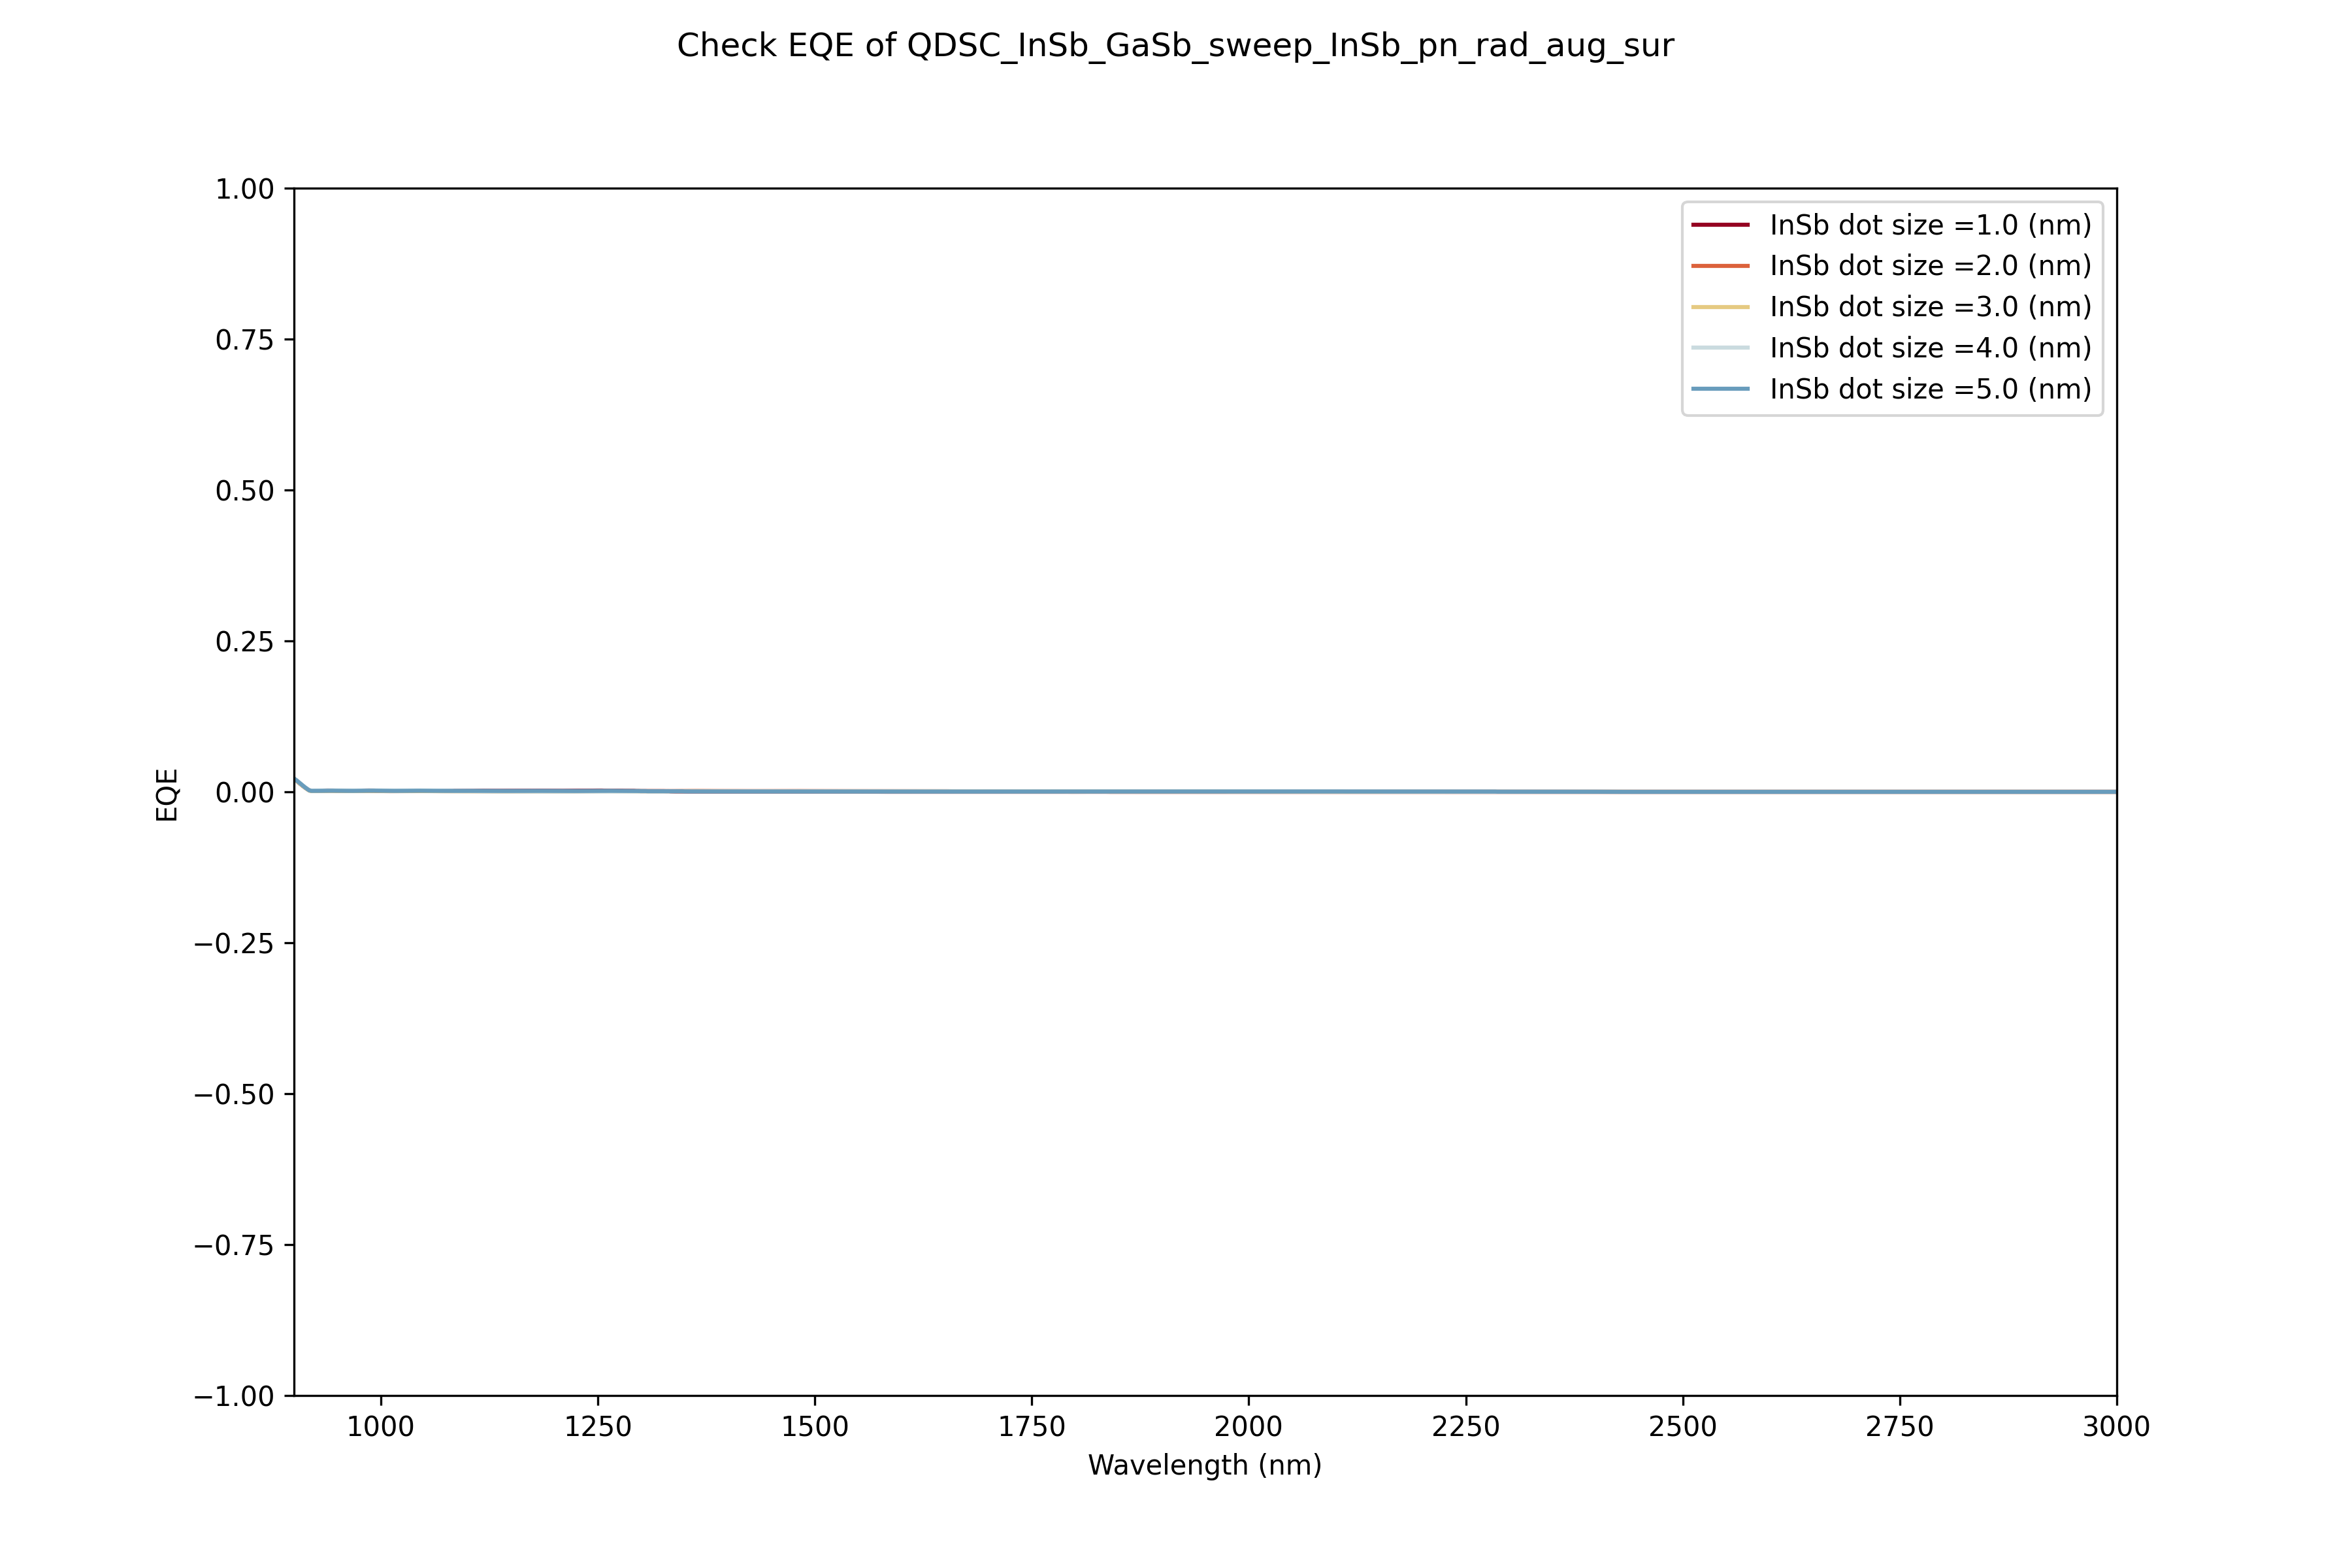 Check EQE of QDSC_InSb_GaSb_sweep_InSb_pn_rad_aug_sur
1.00
0.75
0.50
0.25
0.00
−0.25
−0.50
−0.75
−1.00
EQE
InSb dot size =1.0 (nm)
InSb dot size =2.0 (nm)
InSb dot size =3.0 (nm)
InSb dot size =4.0 (nm)
InSb dot size =5.0 (nm)
1000 1250 1500 1750 2000 2250 2500 2750 3000
Wavelength (nm)